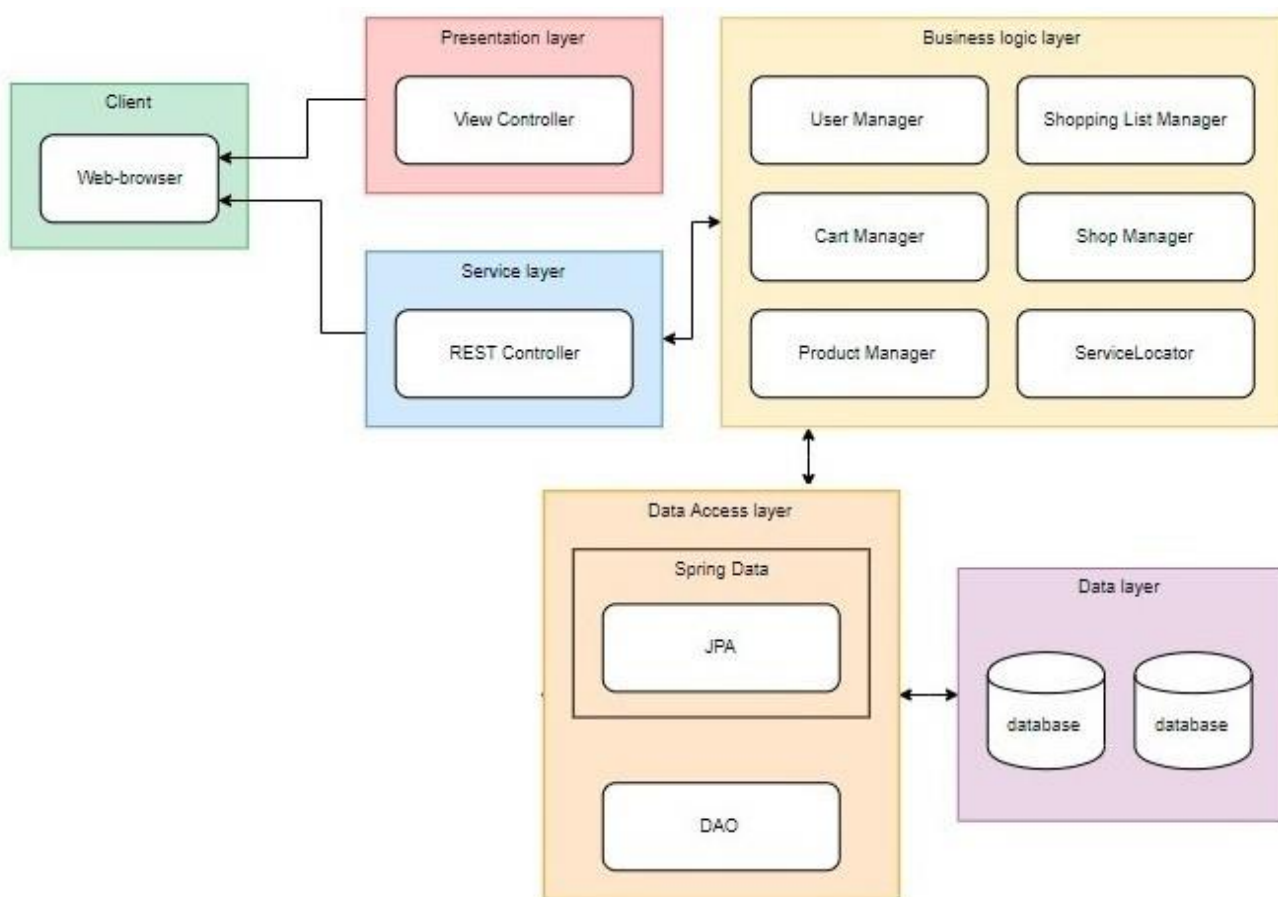 Presentation layer
View Controller
Client
Web-browser
Service layer
REST Controller
Business logic layer
User Manager
Shopping List Manager
Cart Manager
Shop Manager
Product Manager
ServiceLocator
Data Access layer
Spring Data
JPA
DAO
Data layer
database
database